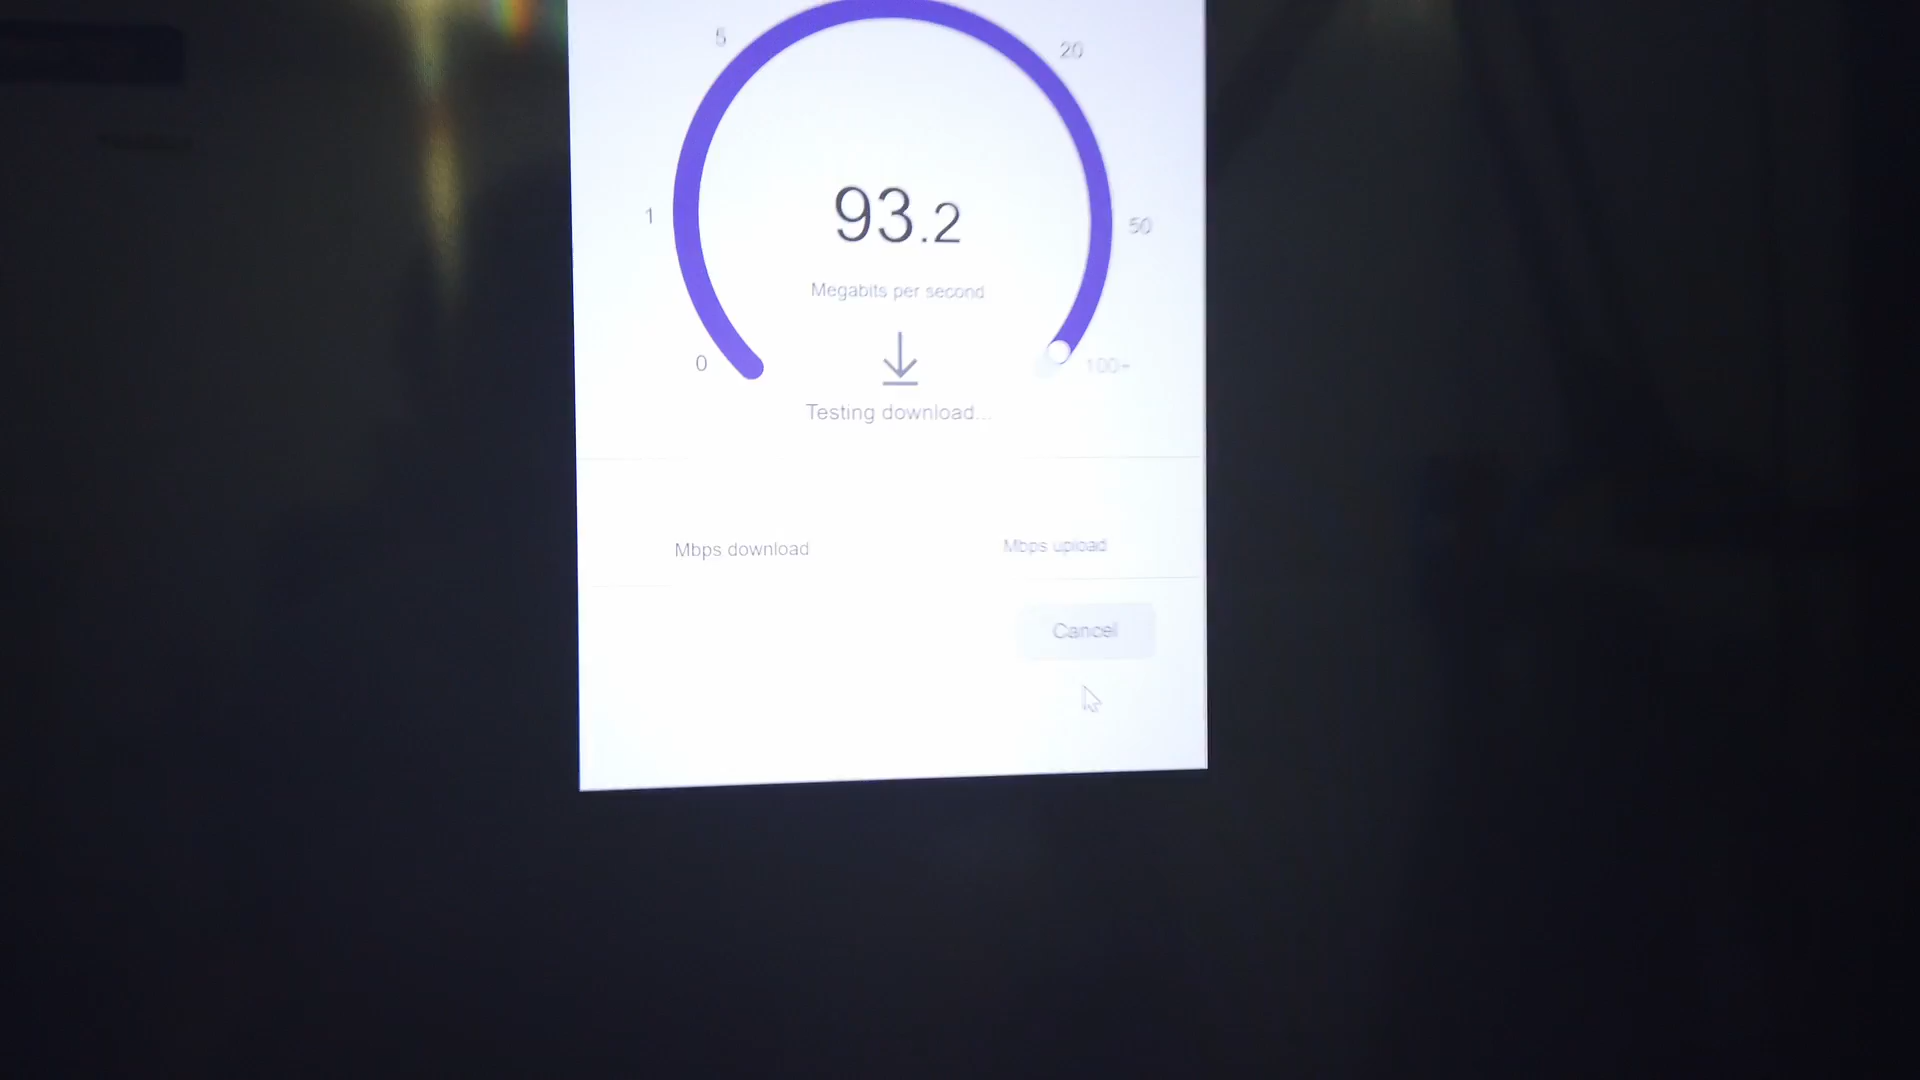 5
20
1
93.2
50
Megabits per second
0
100+
Testing download...
Mbps download
Mbps upload
Cancel